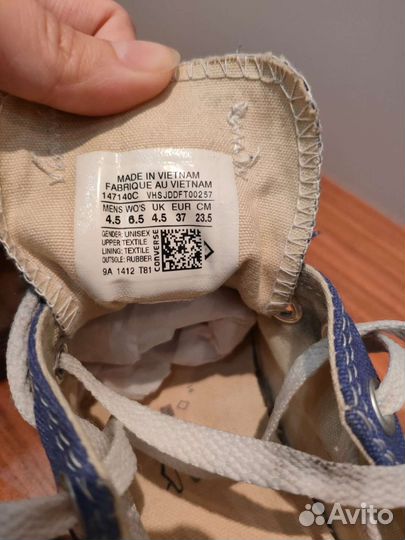 MADE IN VIETNAM
FABRIQUE AU VIETNAM
147140C VHSJDDFT00257
MENS WO'S UK EUR CM
4.5 6.5 4.5 37 23.5
GENDER: UNISEX
UPPER: TEXTILE
LINING: TEXTILE
OUTSOLE: RUBBER
9A 1412 T81
CONVERSE
Avito